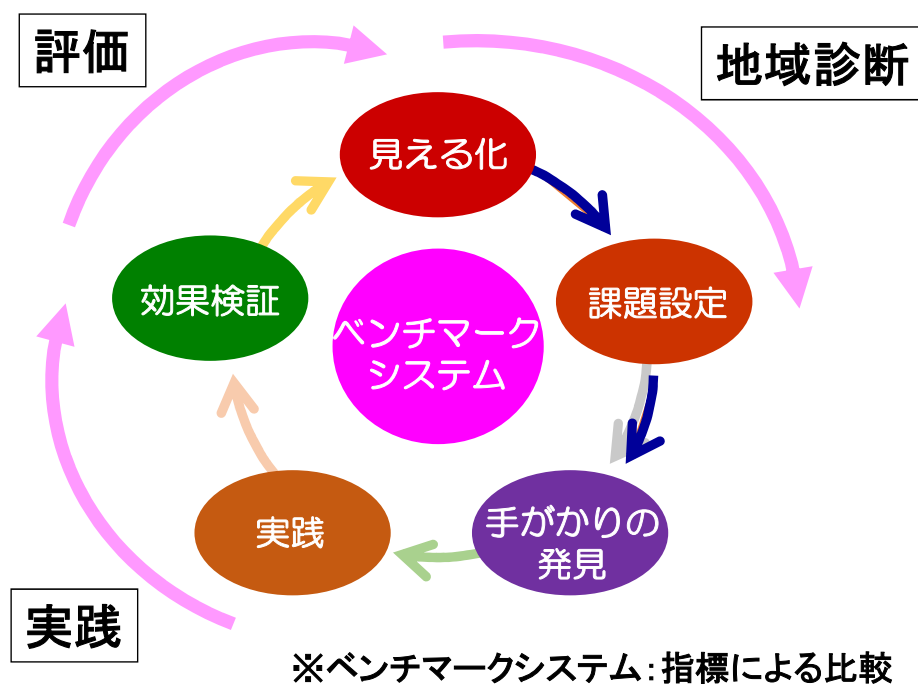 評価
地域診断
見える化
効果検証
課題設定
ベンチマーク
システム
実践
手がかりの
発見
実践
※ベンチマークシステム：指標による比較